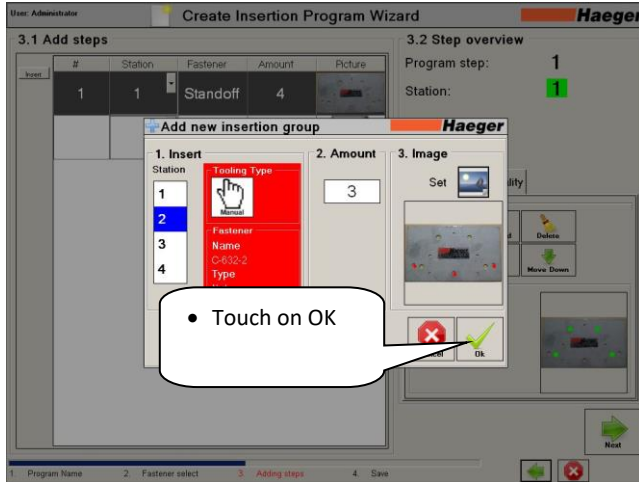 User: Administrator
Create Insertion Program Wizard
Haeger
3.1 Add steps
Insert
# Station Fastener Amount Picture
1 1 Standoff 4
3.2 Step overview
Program step: 1
Station: 1
Add new insertion group
Haeger
1. Insert
Station
1
2
3
4
Tooling Type
Manual
Fastener
Name
C-632-2
Type
2. Amount
3
3. Image
Set
Ok
• Touch on OK
Delete
Move Down
Next
1. Program Name 2. Fastener select 3. Adding steps 4. Save